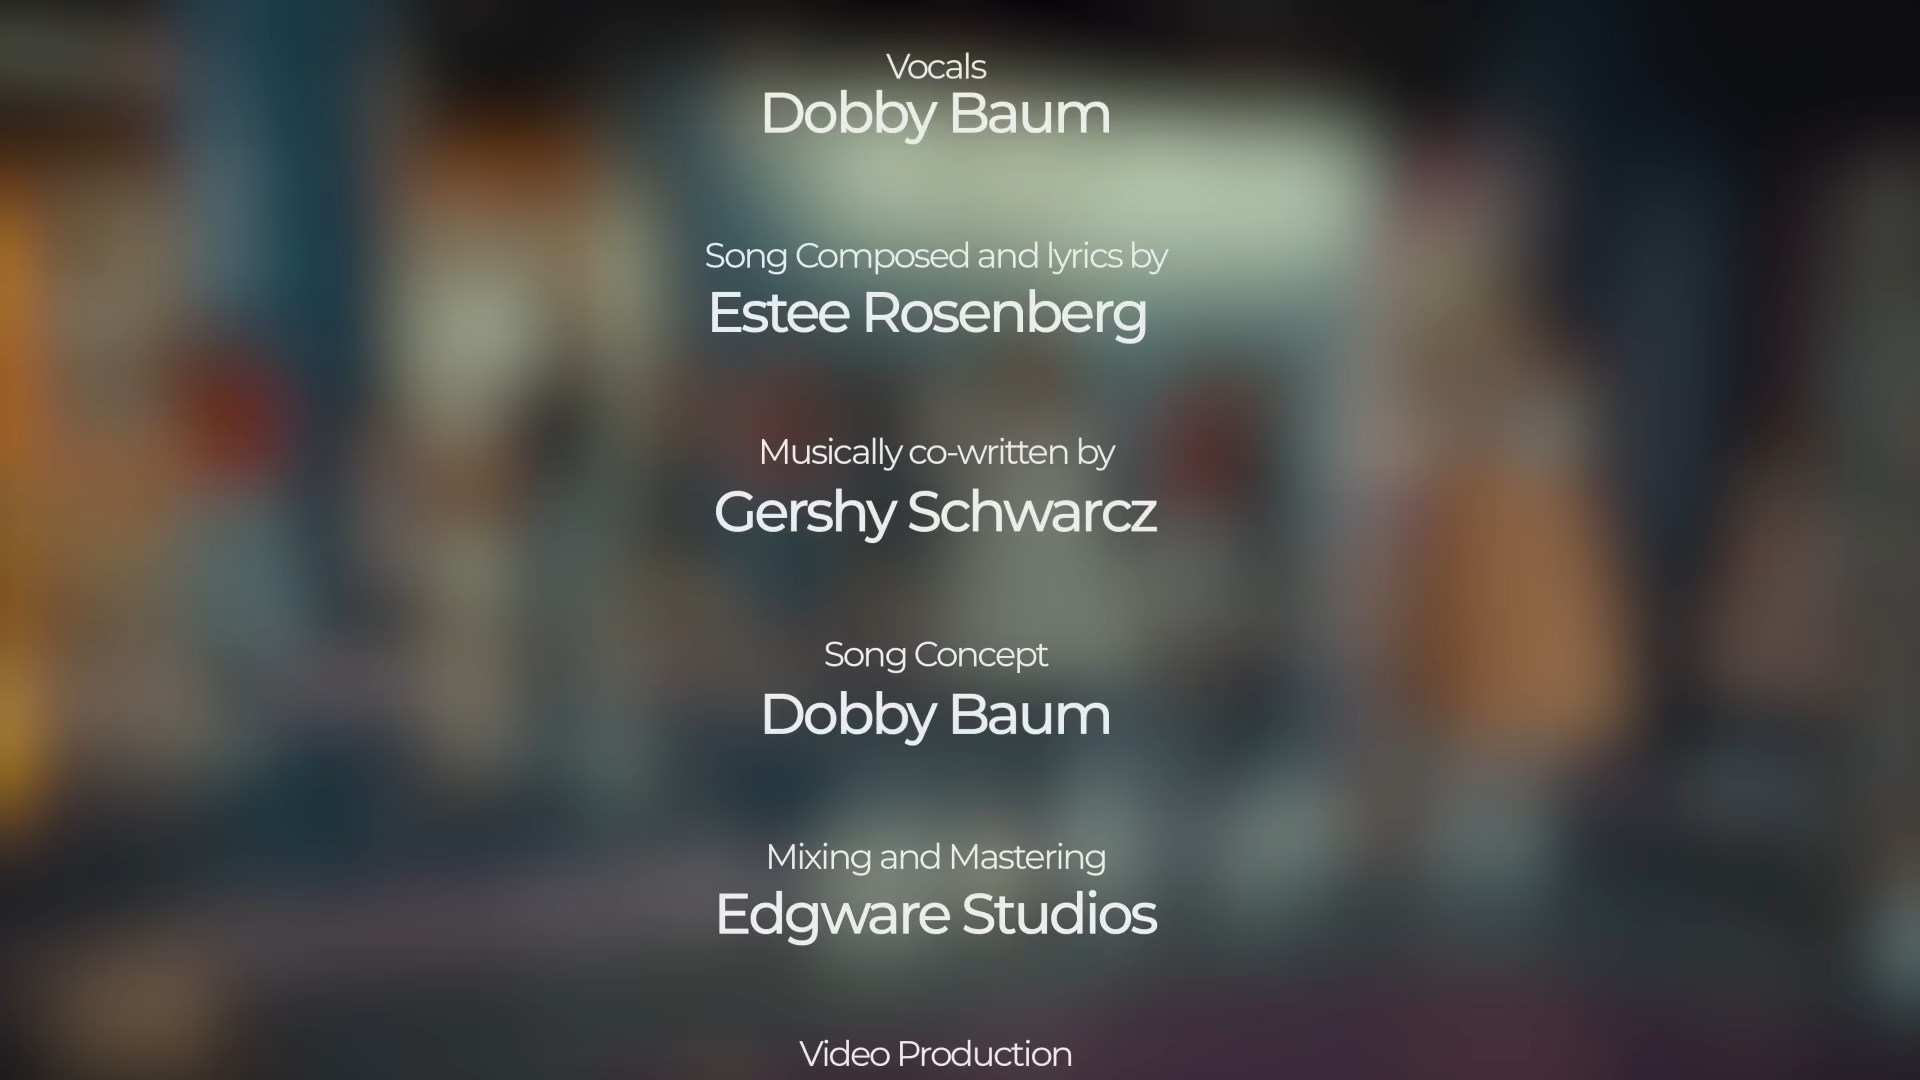 Vocals
Dobby Baum
Song Composed and lyrics by
Estee Rosenberg
Musically co-written by
Gershy Schwarcz
Song Concept
Dobby Baum
Mixing and Mastering
Edgware Studios
Video Production